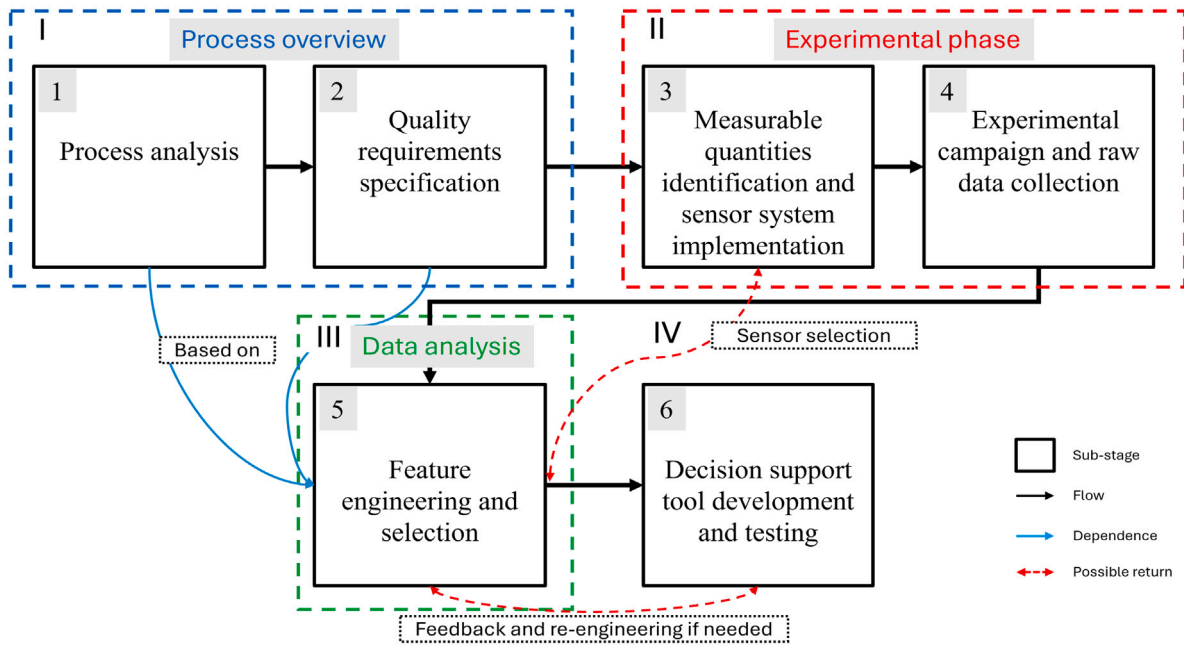 I
Process overview
1
Process analysis
2
Quality
requirements
specification
II
Experimental phase
3
Measurable
quantities
identification and
sensor system
implementation
4
Experimental
campaign and raw
data collection
Based on
III
Data analysis
IV
Sensor selection
5
Feature
engineering and
selection
6
Decision support
tool development
and testing
Feedback and re-engineering if needed
Sub-stage
Flow
Dependence
Possible return